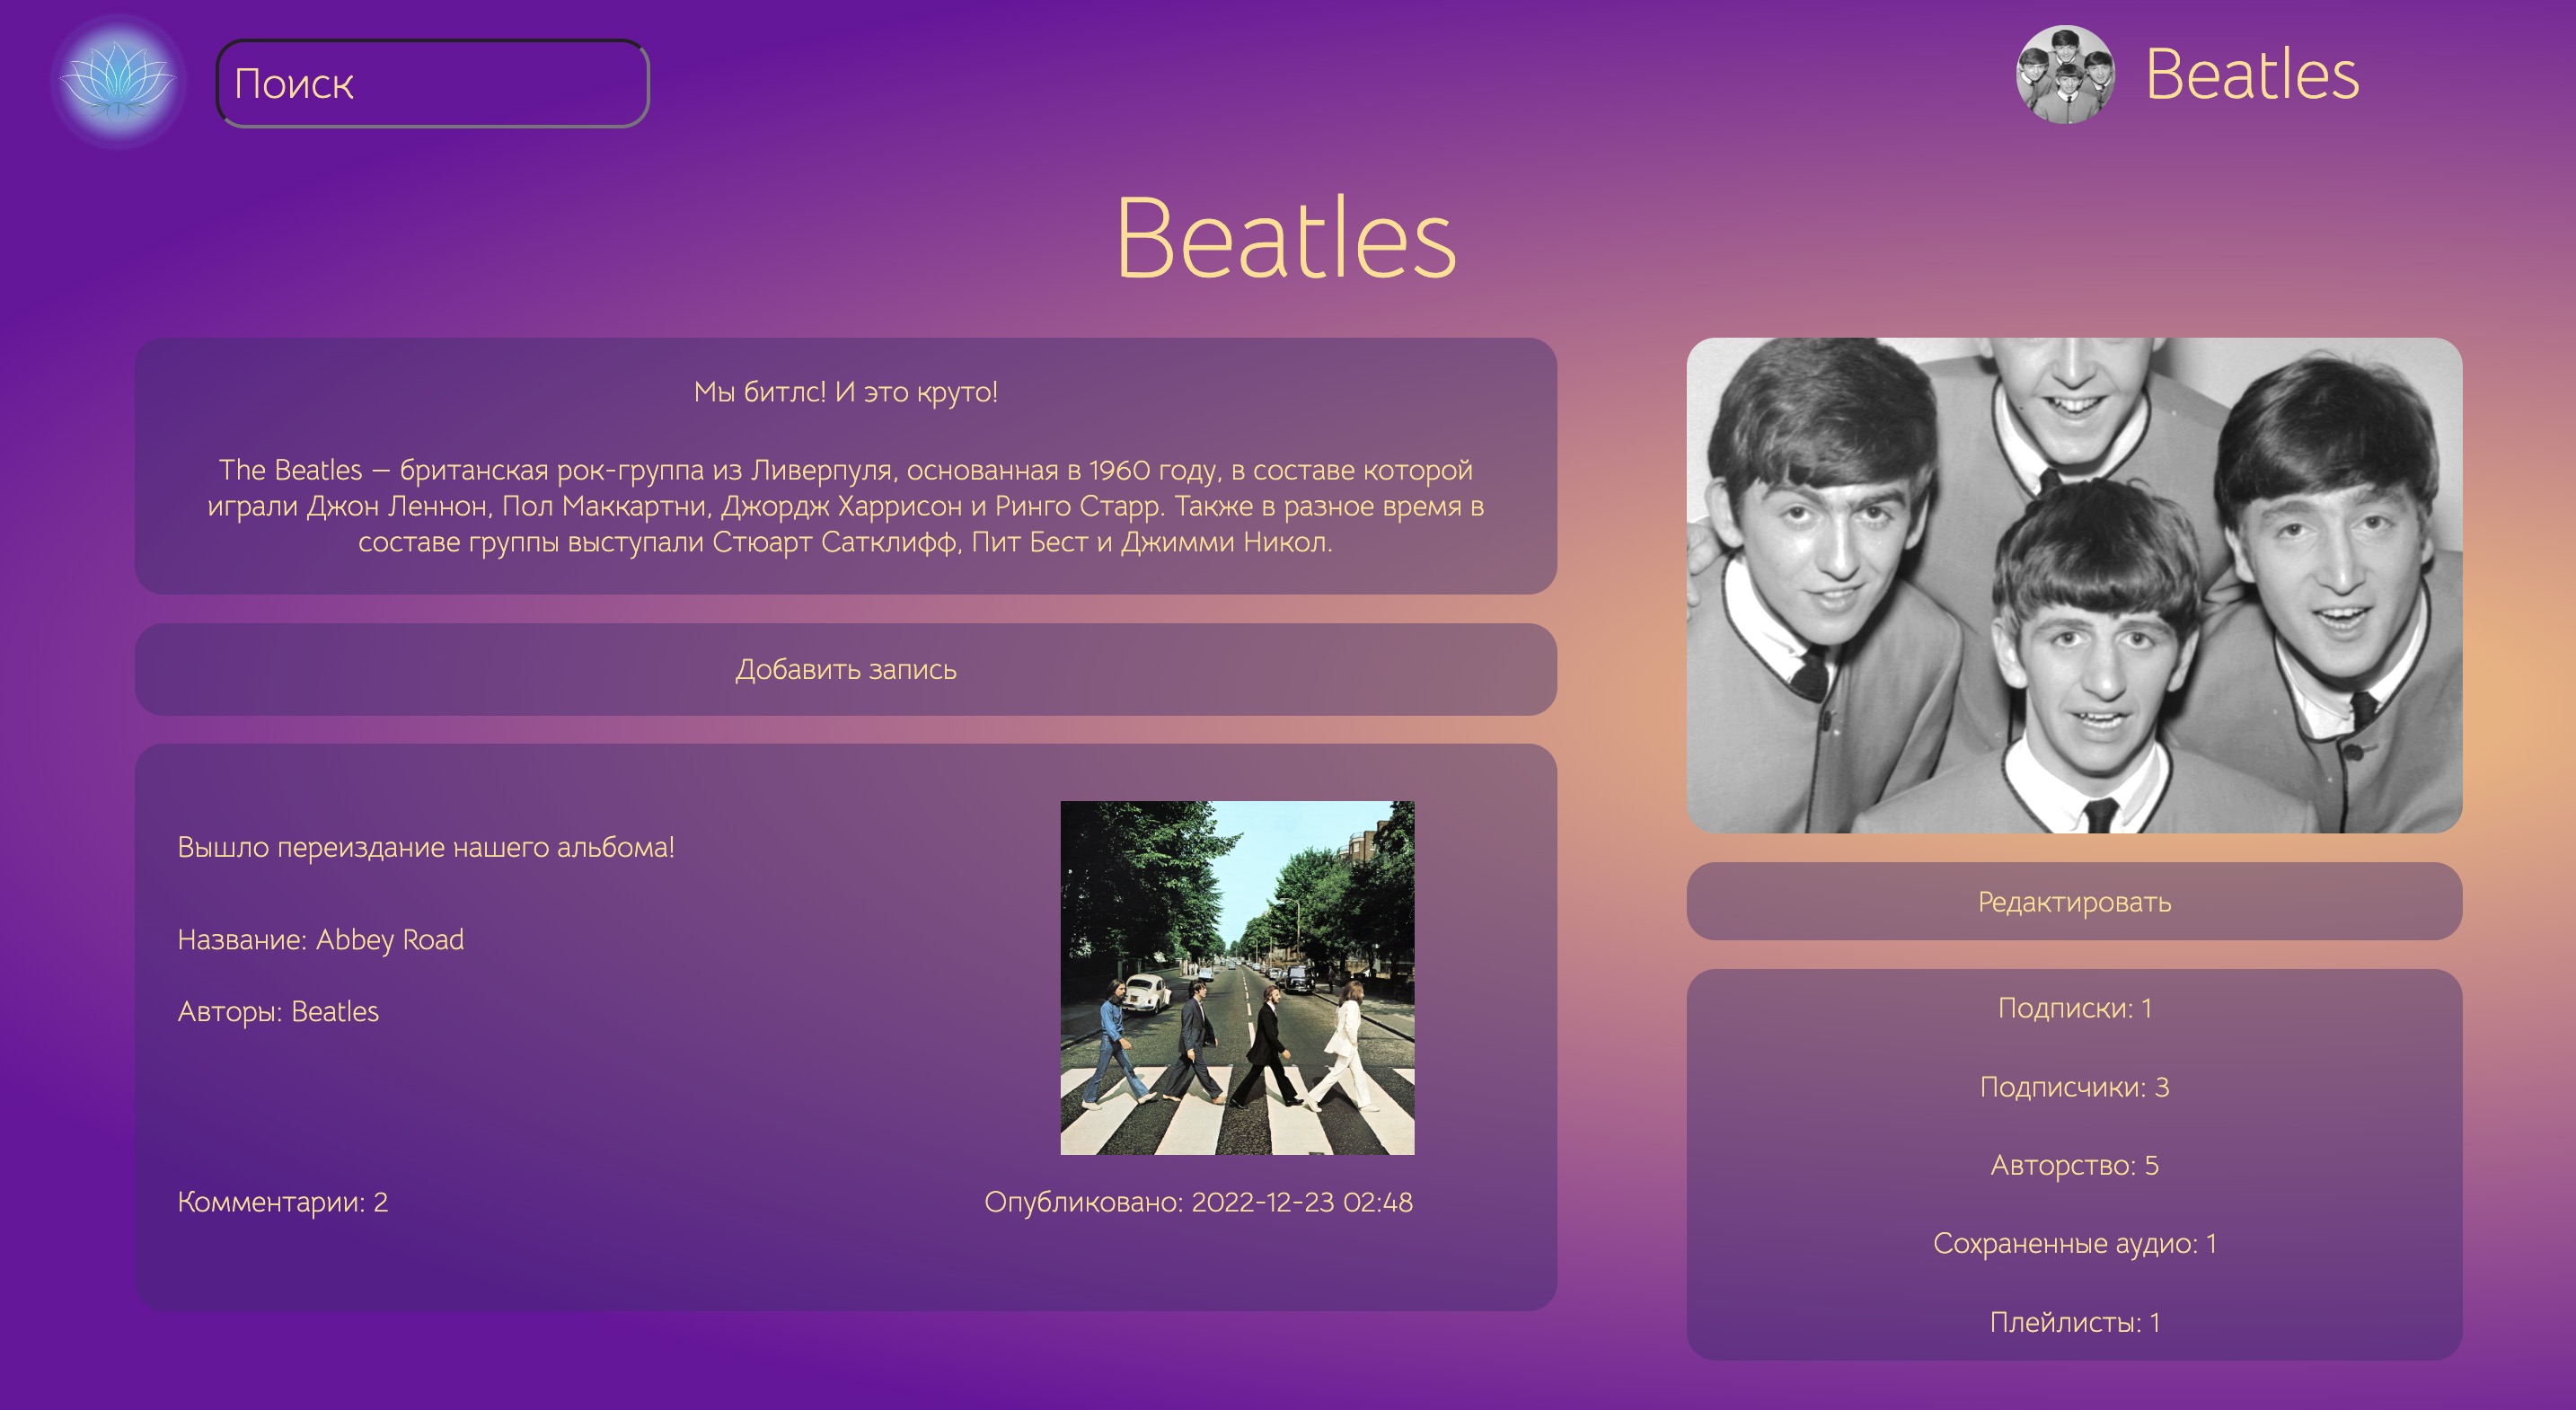 Поиск
Beatles
Beatles
Мы битлс! И это круто!
The Beatles — британская рок-группа из Ливерпуля, основанная в 1960 году, в составе которой
играли Джон Леннон, Пол Маккартни, Джордж Харрисон и Ринго Старр. Также в разное время в
составе группы выступали Стюарт Сатклифф, Пит Бест и Джимми Никол.
Добавить запись
Вышло переиздание нашего альбома!
Название: Abbey Road
Авторы: Beatles
Комментарии: 2
Опубликовано: 2022-12-23 02:48
Редактировать
Подписки: 1
Подписчики: 3
Авторство: 5
Сохраненные аудио: 1
Плейлисты: 1